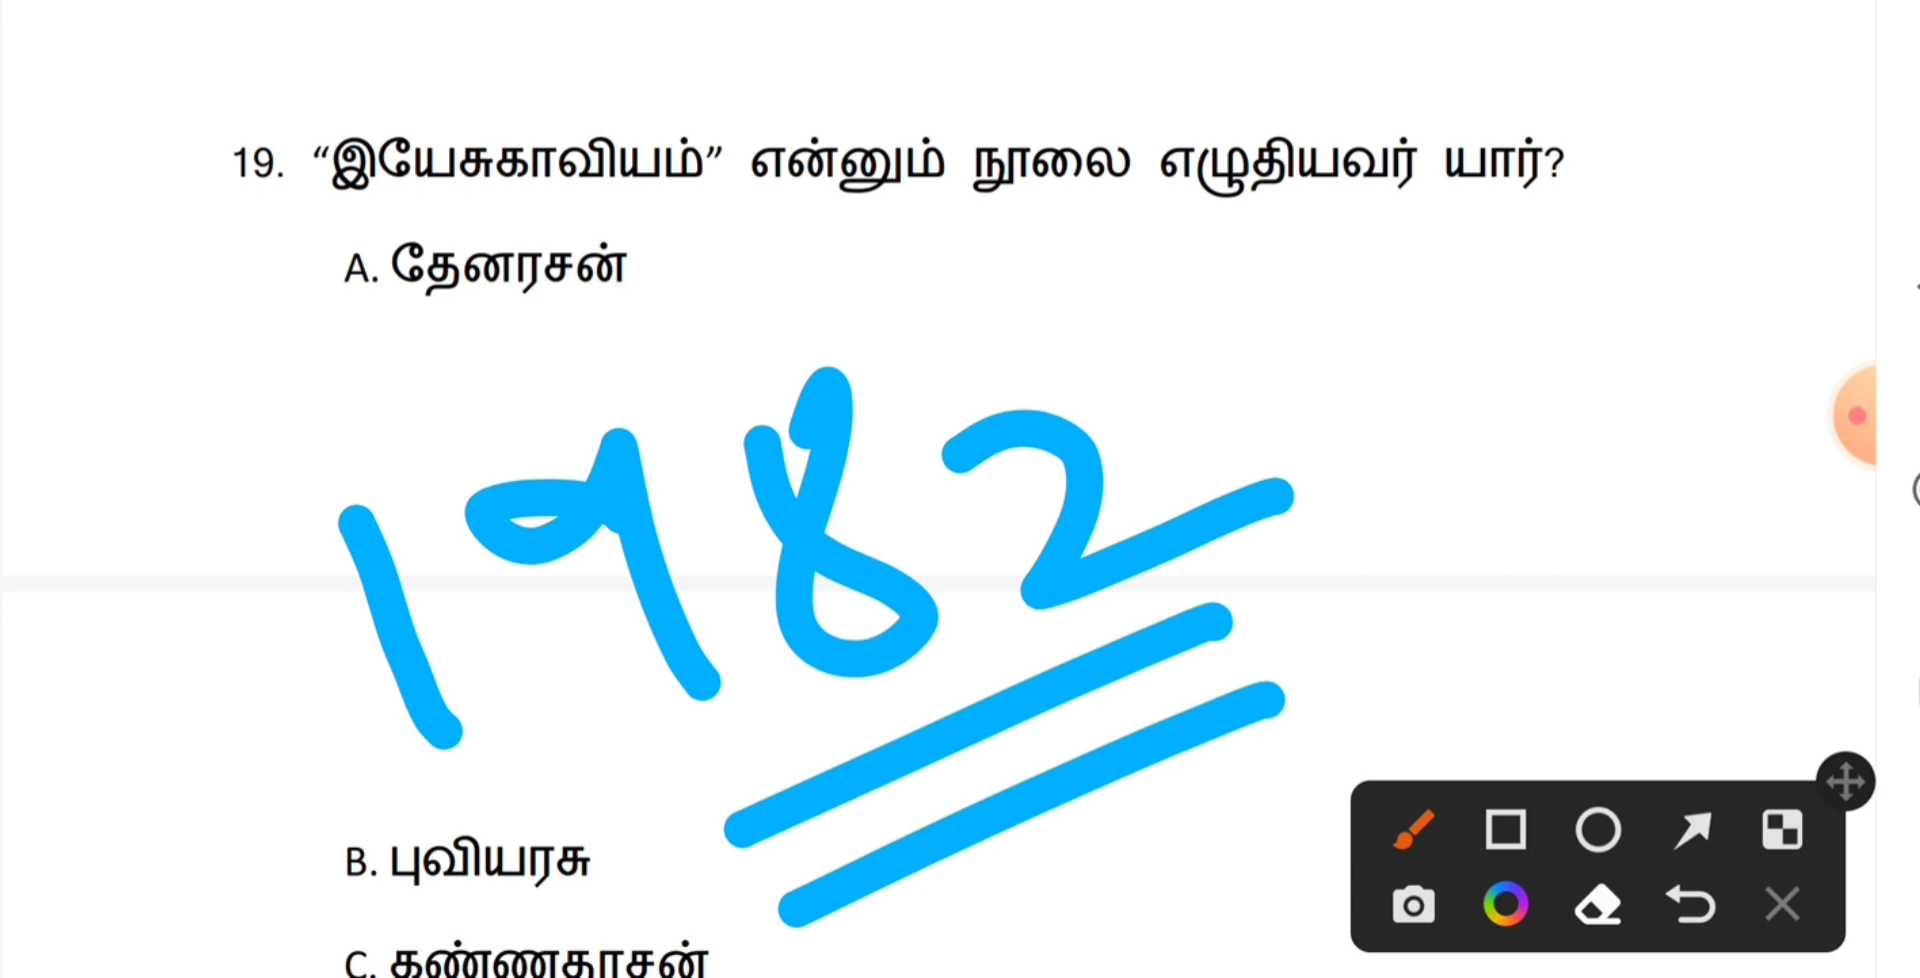 19. “இயேசுகாவியம்” என்னும் நூலை எழுதியவர் யார்?
A. தேனரசன்
1982
B. புவியரசு
C. கண்ணதாசன்